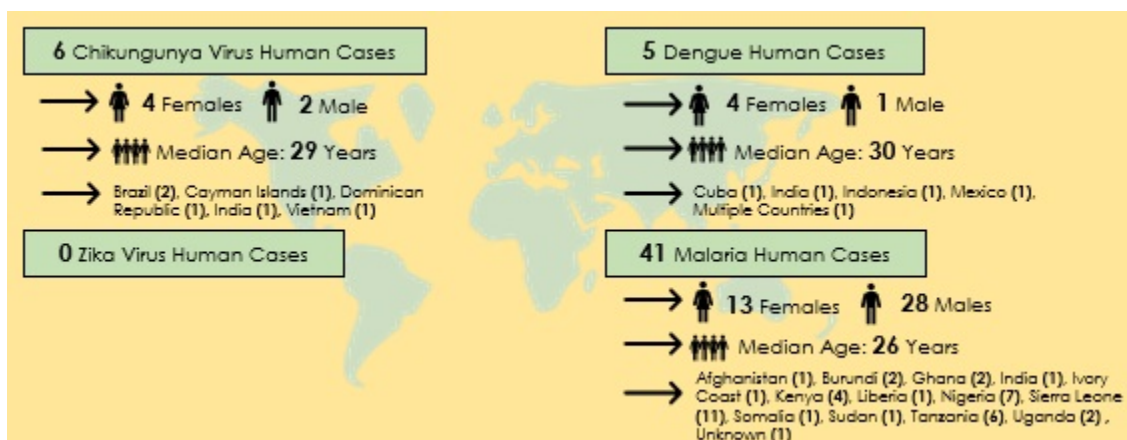 6 Chikungunya Virus Human Cases
4 Females 2 Male
Median Age: 29 Years
Brazil (2), Cayman Islands (1), Dominican
Republic (1), India (1), Vietnam (1)
0 Zika Virus Human Cases
5 Dengue Human Cases
4 Females 1 Male
Median Age: 30 Years
Cuba (1), India (1), Indonesia (1), Mexico (1),
Multiple Countries (1)
41 Malaria Human Cases
13 Females 28 Males
Median Age: 26 Years
Afghanistan (1), Burundi (2), Ghana (2), India (1), Ivory
Coast (1), Kenya (4), Liberia (1), Nigeria (7), Sierra Leone
(11), Somalia (1), Sudan (1), Tanzania (6), Uganda (2) ,
Unknown (1)